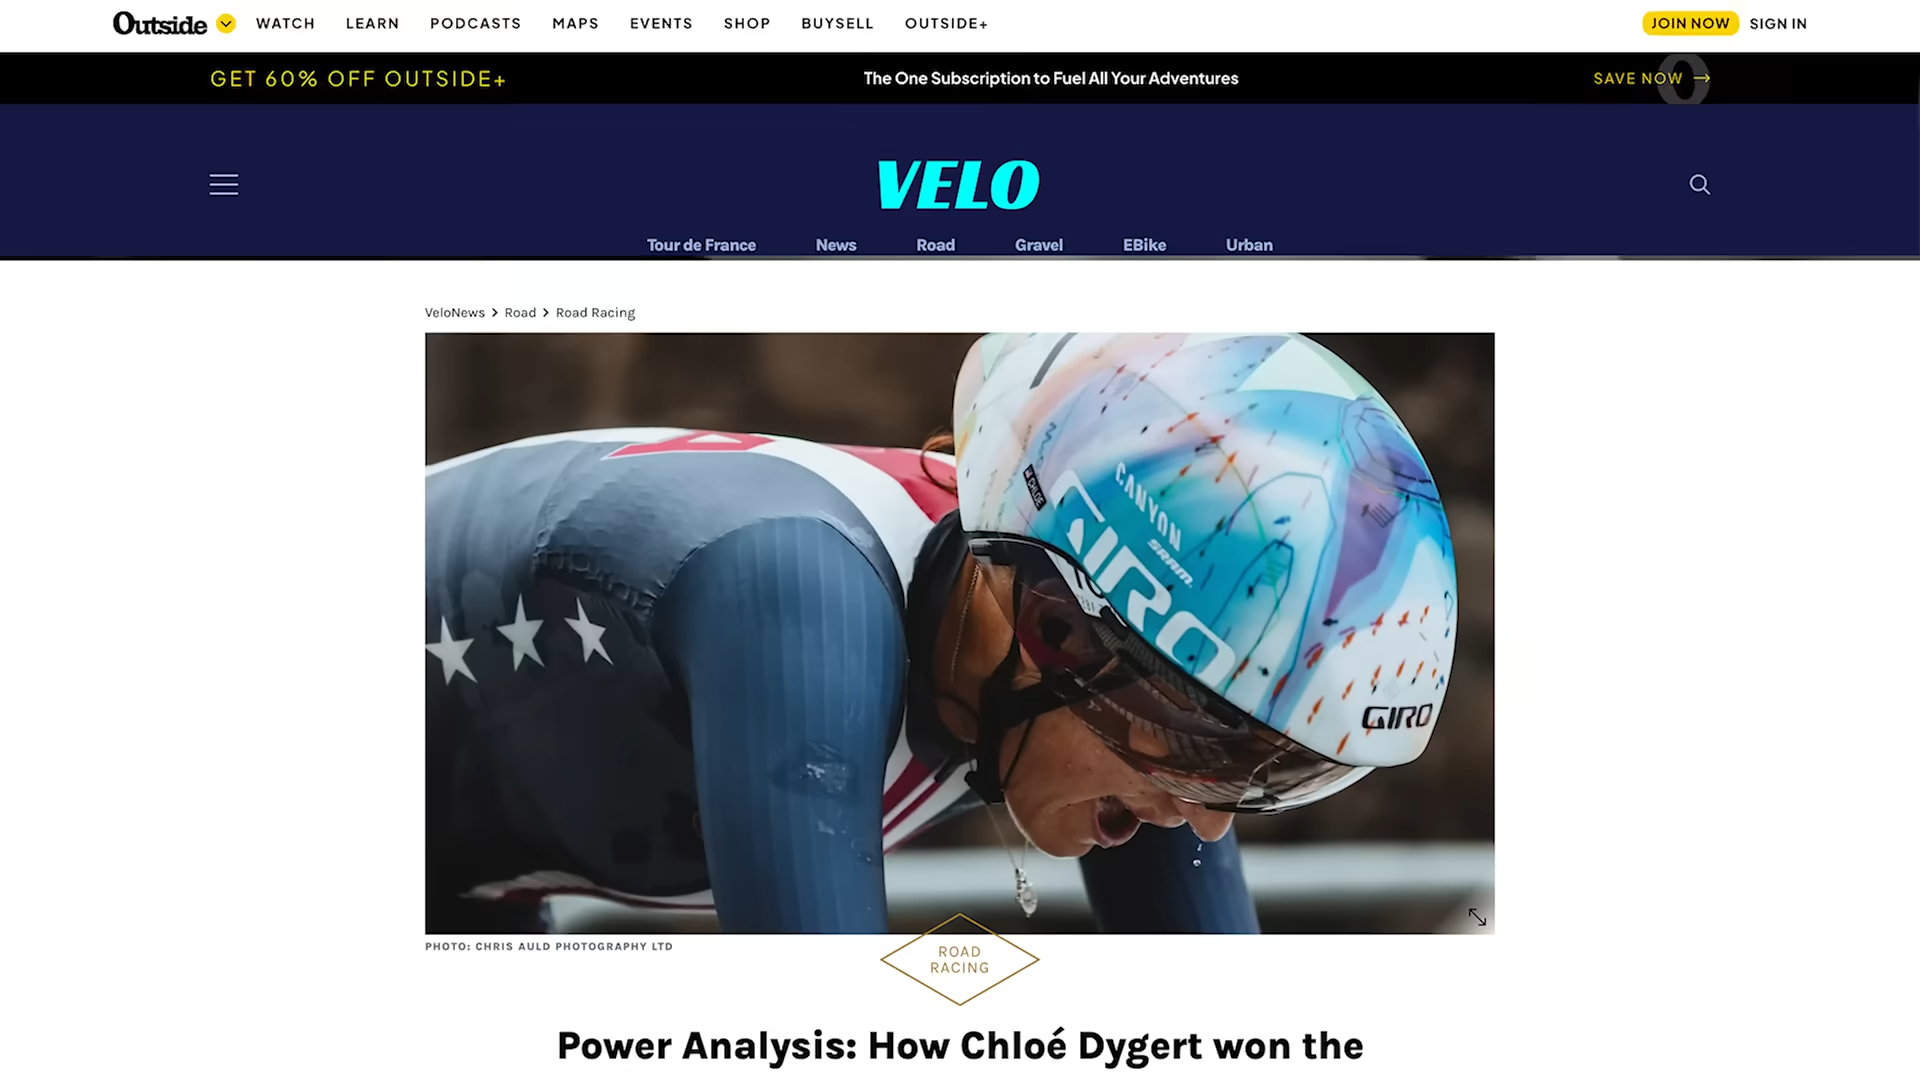 Outside WATCH LEARN PODCASTS MAPS EVENTS SHOP BUYSELL OUTSIDE+ JOIN NOW SIGN IN
GET 60% OFF OUTSIDE+ The One Subscription to Fuel All Your Adventures SAVE NOW →
VELO
Tour de France News Road Gravel EBike Urban
VeloNews > Road > Road Racing
CHLOE
CANYON
SRAM
GIRO
GIRO
PHOTO: CHRIS AULD PHOTOGRAPHY LTD
ROAD
RACING
Power Analysis: How Chloé Dygert won the